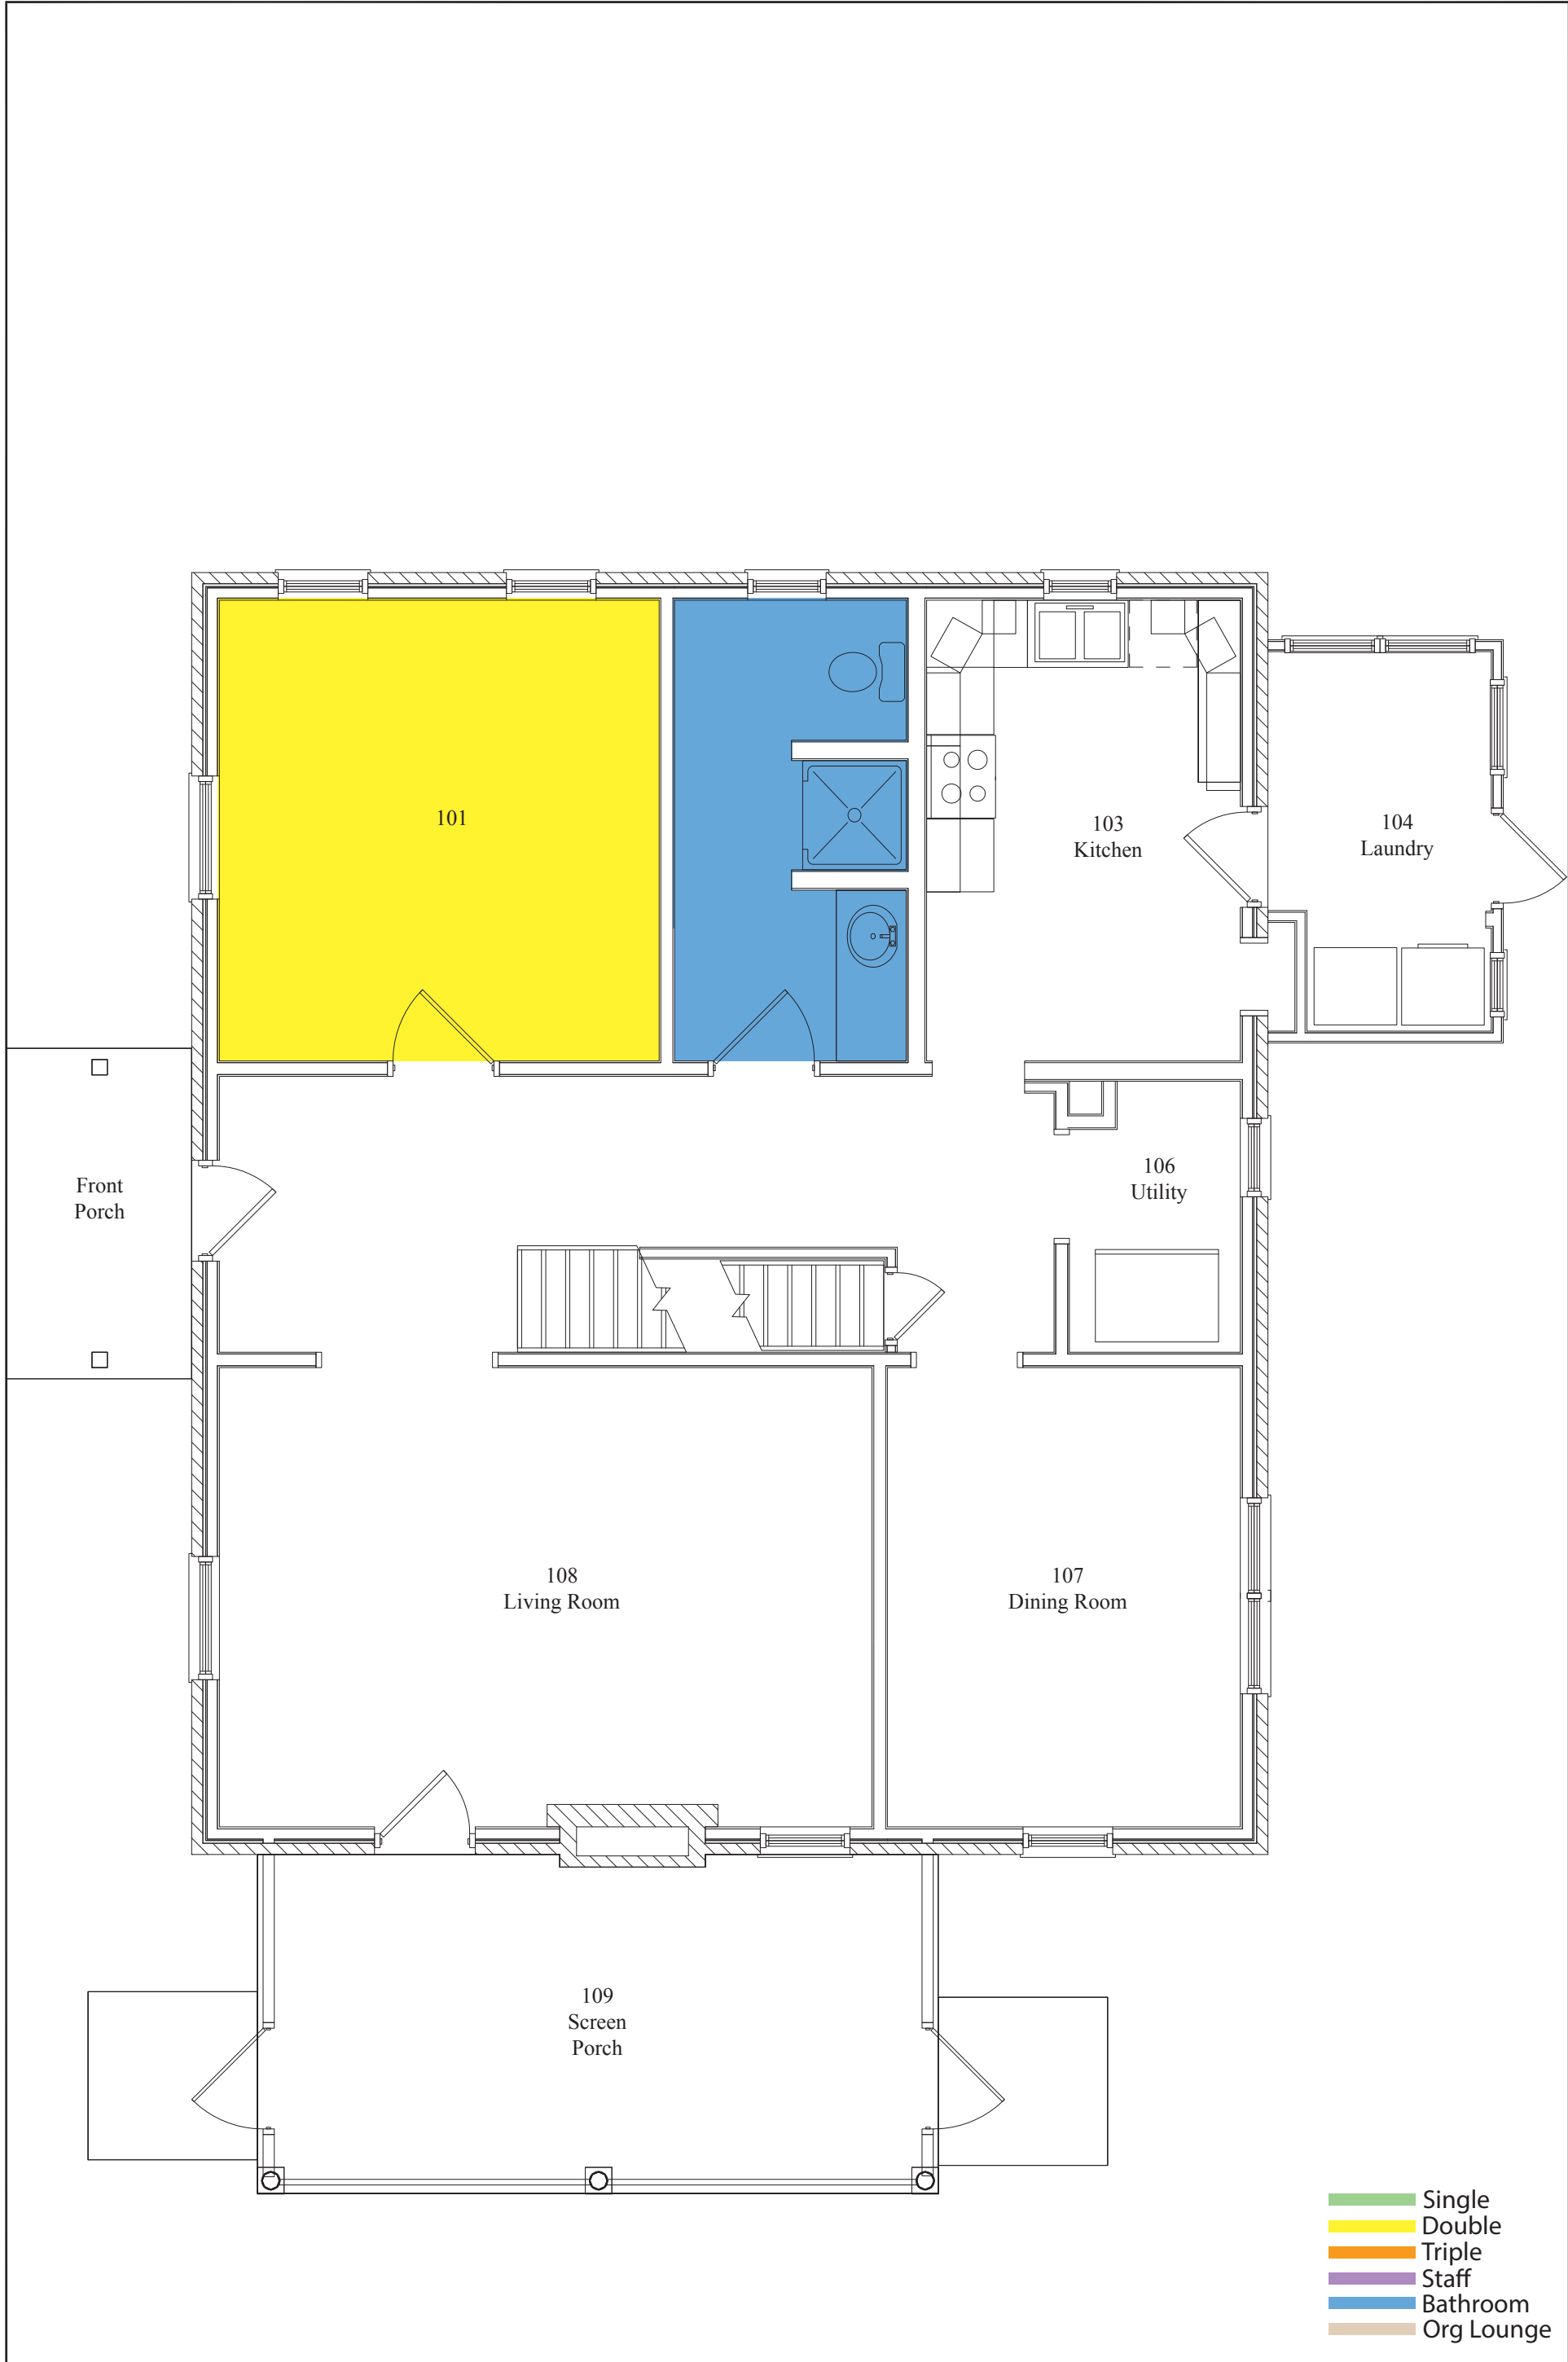 101
103
Kitchen
104
Laundry
106
Utility
Front
Porch
108
Living Room
107
Dining Room
109
Screen
Porch
Single
Double
Triple
Staff
Bathroom
Org Lounge